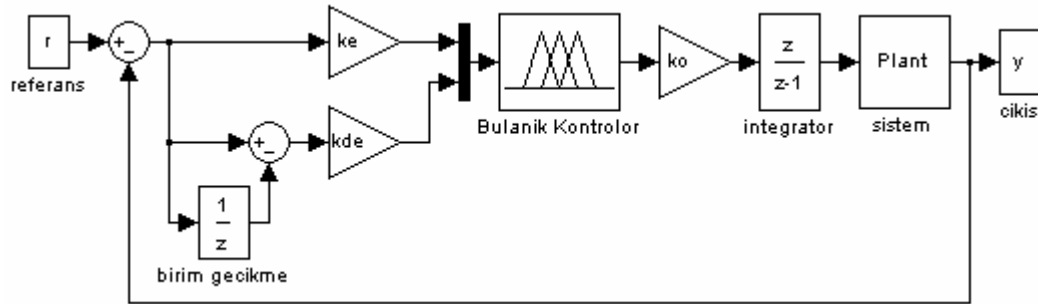 r
referans
+
-
ke
+
-
kde
1
z
birim gecikme
Bulanik Kontrolor
ko
z
z-1
integrator
Plant
sistem
y
cikis